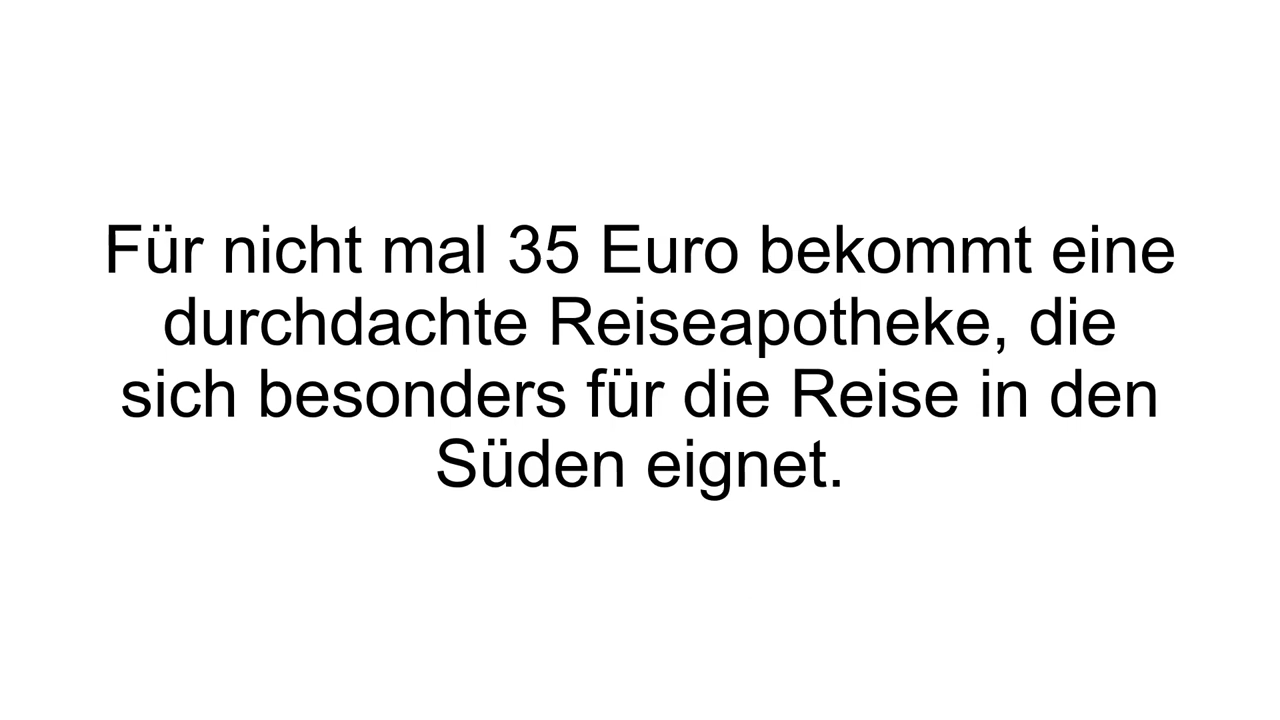 Für nicht mal 35 Euro bekommt eine
durchdachte Reiseapotheke, die
sich besonders für die Reise in den
Süden eignet.